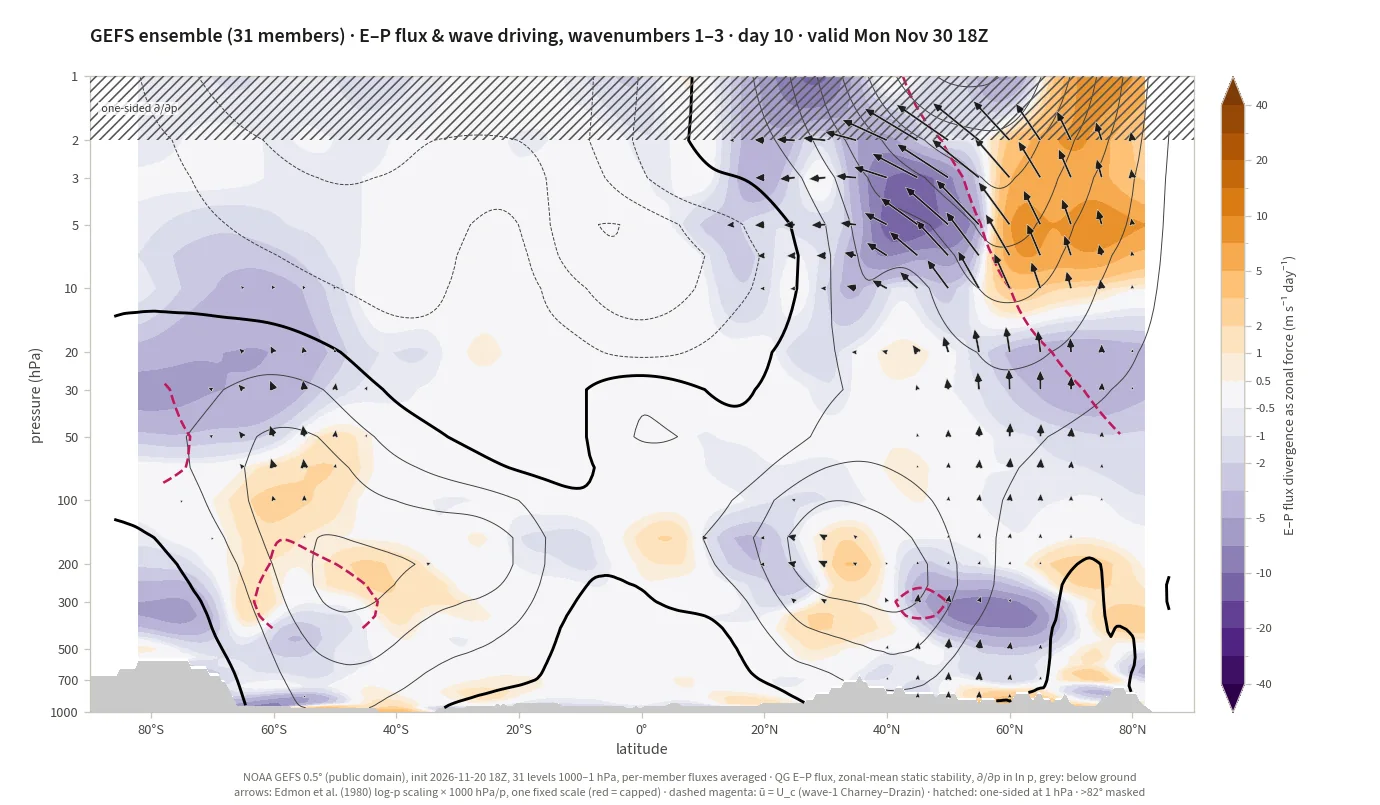 GEFS ensemble (31 members) · E–P flux & wave driving, wavenumbers 1–3 · day 10 · valid Mon Nov 30 18Z
one-sided ∂/∂p
1
2
3
5
10
20
30
50
100
200
300
500
700
1000
pressure (hPa)
80°S
60°S
40°S
20°S
0°
20°N
40°N
60°N
80°N
latitude
40
20
10
5
2
1
0.5
-0.5
-1
-2
-5
-10
-20
-40
E–P flux divergence as zonal force (m s⁻¹ day⁻¹)
NOAA GEFS 0.5° (public domain), init 2026-11-20 18Z, 31 levels 1000–1 hPa, per-member fluxes averaged · QG E–P flux, zonal-mean static stability, ∂/∂p in ln p, grey: below ground
arrows: Edmon et al. (1980) log-p scaling × 1000 hPa/p, one fixed scale (red = capped) · dashed magenta: ū = U_c (wave-1 Charney–Drazin) · hatched: one-sided at 1 hPa · >82° masked